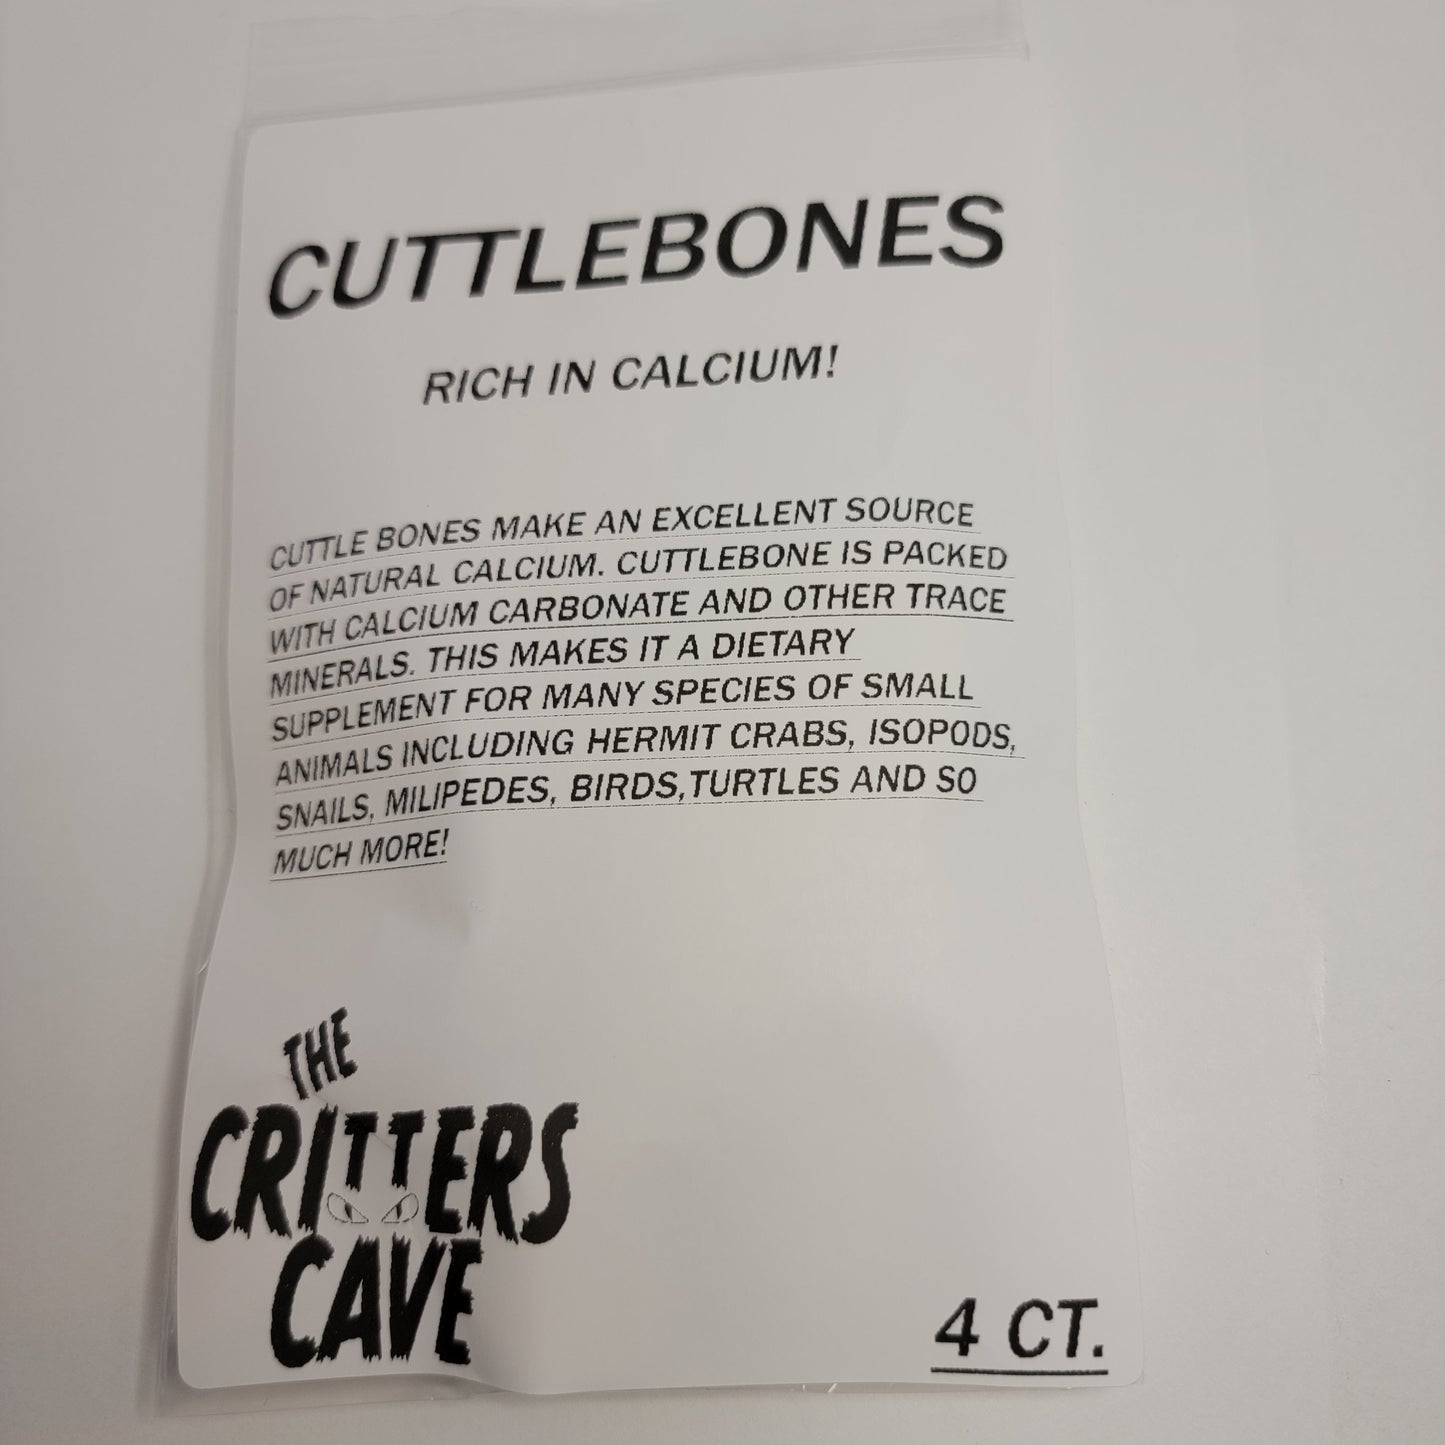 CUTTLEBONES
RICH IN CALCIUM!
CUTTLE BONES MAKE AN EXCELLENT SOURCE
OF NATURAL CALCIUM. CUTTLEBONE IS PACKED
WITH CALCIUM CARBONATE AND OTHER TRACE
MINERALS. THIS MAKES IT A DIETARY
SUPPLEMENT FOR MANY SPECIES OF SMALL
ANIMALS INCLUDING HERMIT CRABS, ISOPODS,
SNAILS, MILIPEDES, BIRDS,TURTLES AND SO
MUCH MORE!
THE
CRITTERS
CAVE
4 CT.